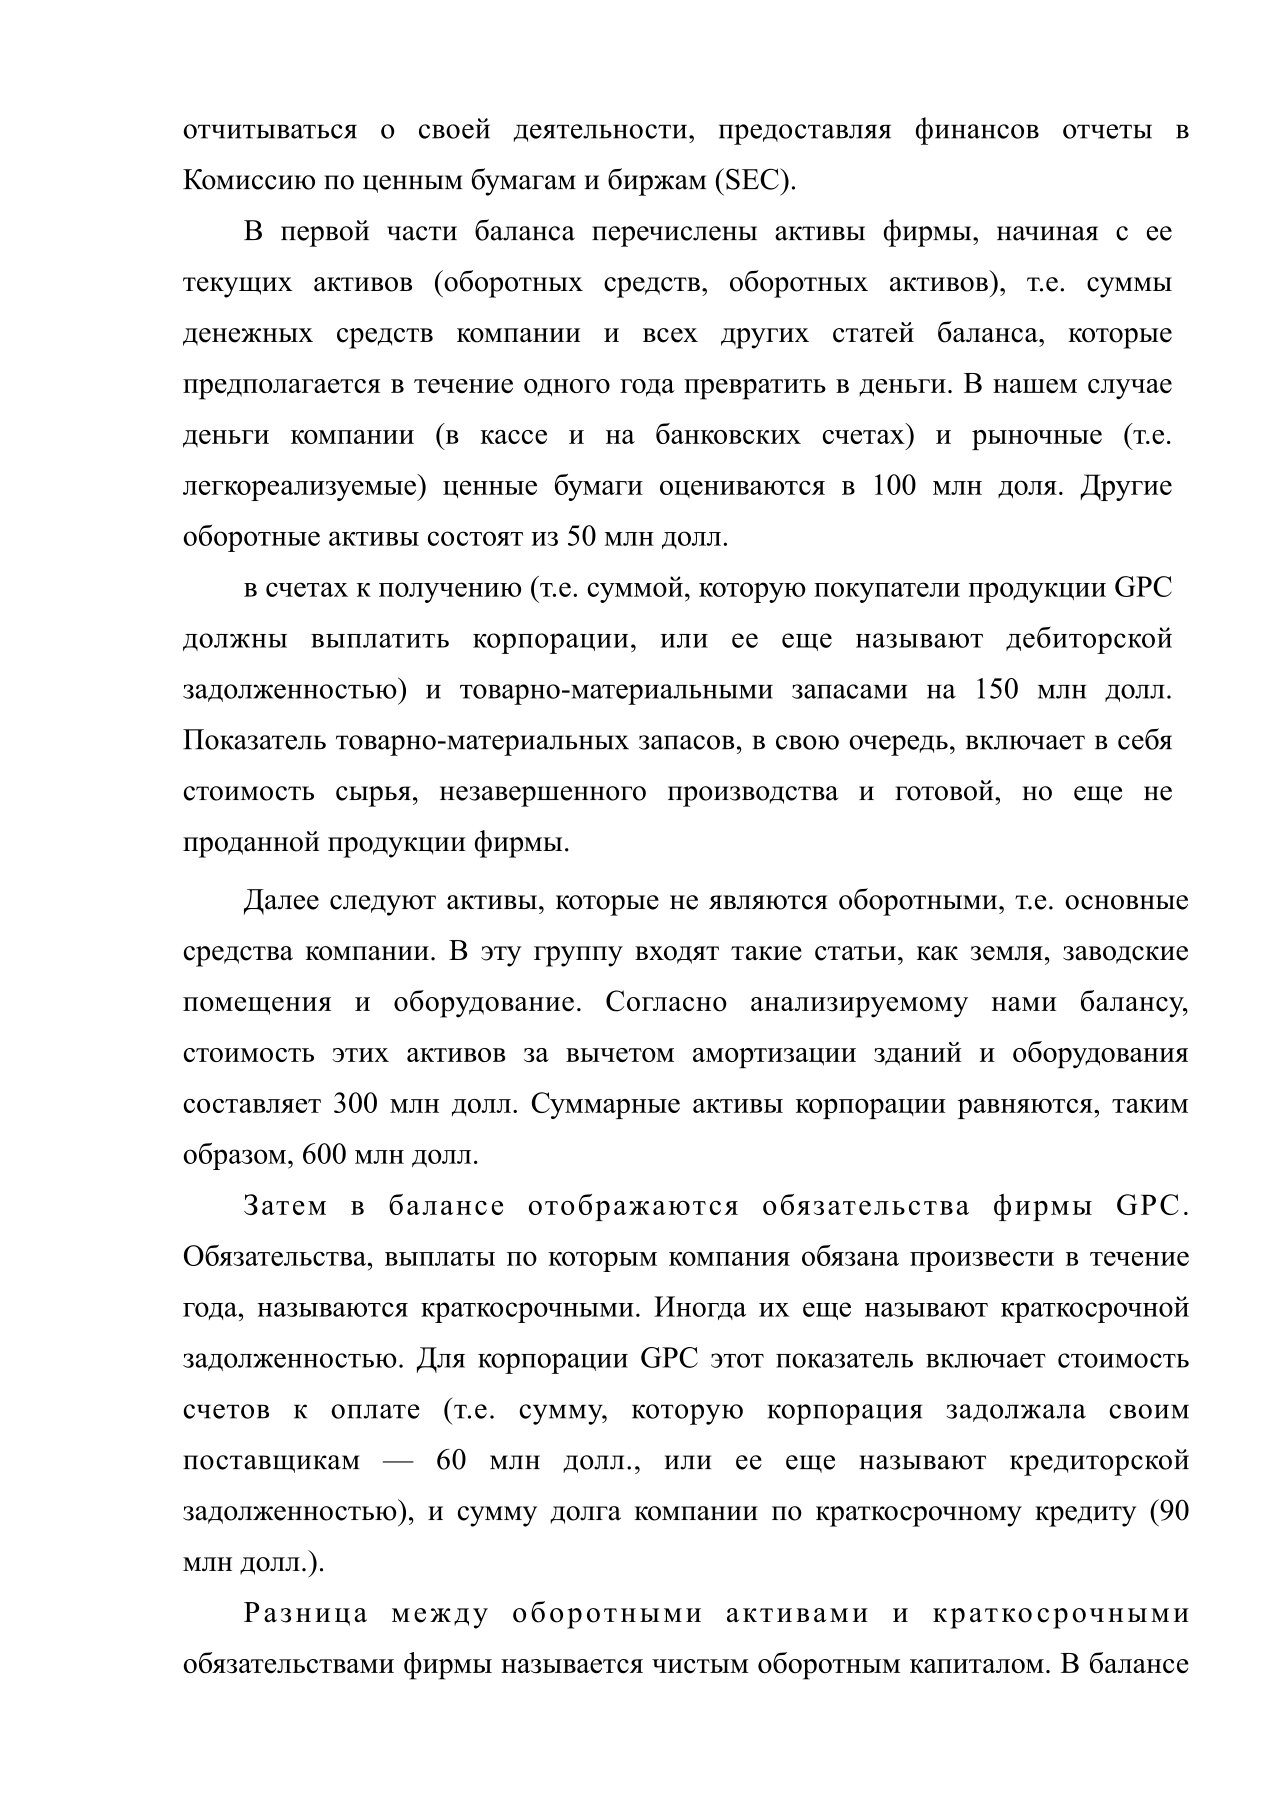 отчитываться о своей деятельности, предоставляя финансов отчеты в
Комиссию по ценным бумагам и биржам (SEC).
В первой части баланса перечислены активы фирмы, начиная с ее
текущих активов (оборотных средств, оборотных активов), т.е. суммы
денежных средств компании и всех других статей баланса, которые
предполагается в течение одного года превратить в деньги. В нашем случае
деньги компании (в кассе и на банковских счетах) и рыночные (т.е.
легкореализуемые) ценные бумаги оцениваются в 100 млн доля. Другие
оборотные активы состоят из 50 млн долл.
в счетах к получению (т.е. суммой, которую покупатели продукции GPC
должны выплатить корпорации, или ее еще называют дебиторской
задолженностью) и товарно-материальными запасами на 150 млн долл.
Показатель товарно-материальных запасов, в свою очередь, включает в себя
стоимость сырья, незавершенного производства и готовой, но еще не
проданной продукции фирмы.
Далее следуют активы, которые не являются оборотными, т.е. основные
средства компании. В эту группу входят такие статьи, как земля, заводские
помещения и оборудование. Согласно анализируемому нами балансу,
стоимость этих активов за вычетом амортизации зданий и оборудования
составляет 300 млн долл. Суммарные активы корпорации равняются, таким
образом, 600 млн долл.
Затем в балансе отображаются обязательства фирмы GPC.
Обязательства, выплаты по которым компания обязана произвести в течение
года, называются краткосрочными. Иногда их еще называют краткосрочной
задолженностью. Для корпорации GPC этот показатель включает стоимость
счетов к оплате (т.е. сумму, которую корпорация задолжала своим
поставщикам — 60 млн долл., или ее еще называют кредиторской
задолженностью), и сумму долга компании по краткосрочному кредиту (90
млн долл.).
Разница между оборотными активами и краткосрочными
обязательствами фирмы называется чистым оборотным капиталом. В балансе